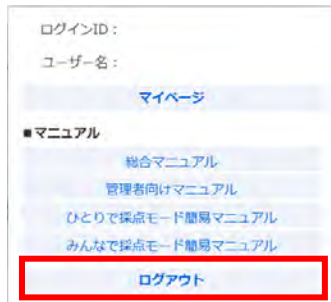 ログインID：
ユーザー名：
マイページ
■マニュアル
総合マニュアル
管理者向けマニュアル
ひとりで採点モード簡易マニュアル
みんなで採点モード簡易マニュアル
ログアウト